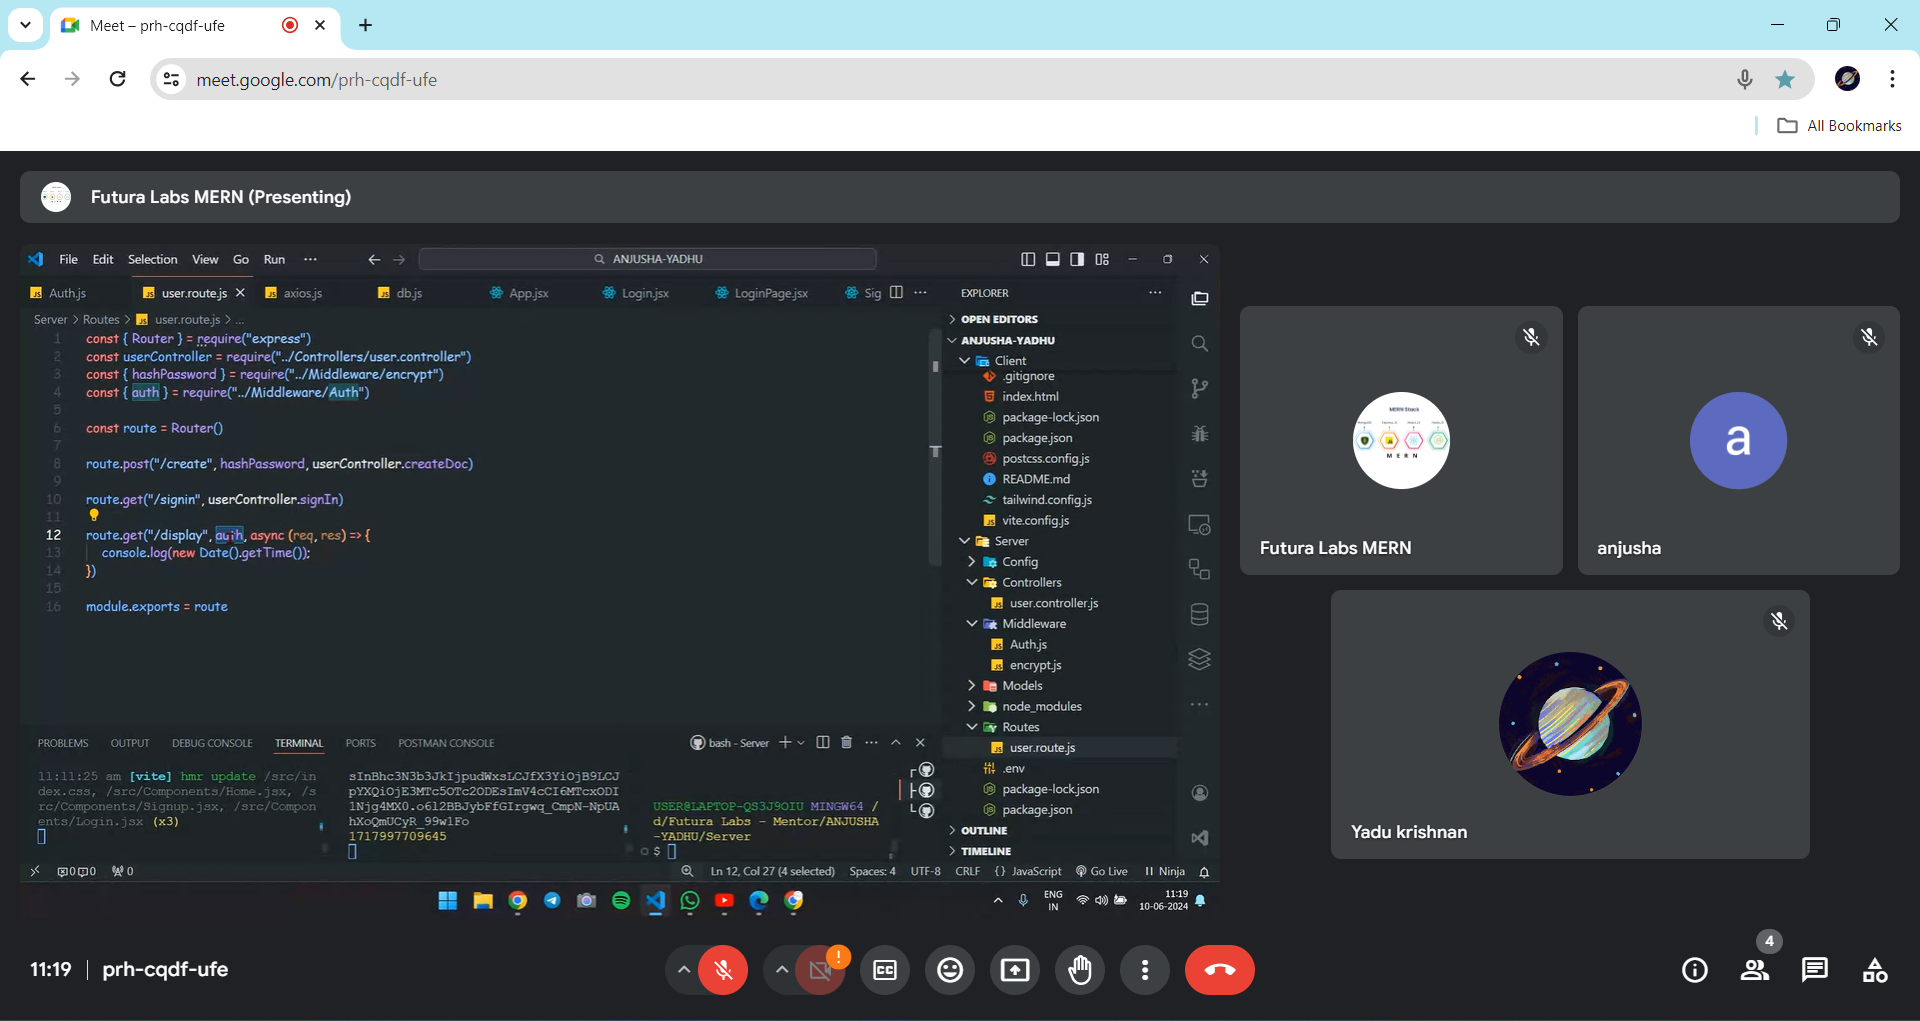 Meet – prh-cqdf-ufe
meet.google.com/prh-cqdf-ufe
All Bookmarks
Futura Labs MERN (Presenting)
File Edit Selection View Go Run ··· ANJUSHA-YADHU
Auth.js user.route.js axios.js db.js App.jsx Login.jsx LoginPage.jsx Sig ···
Server > Routes > user.route.js > ...
1 const { Router } = require("express")
2 const userController = require("../Controllers/user.controller")
3 const { hashPassword } = require("../Middleware/encrypt")
4 const { auth } = require("../Middleware/Auth")
5
6 const route = Router()
7
8 route.post("/create", hashPassword, userController.createDoc)
9
10 route.get("/signin", userController.signIn)
11
12 route.get("/display", auth, async (req, res) => {
13 console.log(new Date().getTime());
14 })
15
16 module.exports = route
EXPLORER ···
OPEN EDITORS
ANJUSHA-YADHU
Client
.gitignore
index.html
package-lock.json
package.json
postcss.config.js
README.md
tailwind.config.js
vite.config.js
Server
Config
Controllers
user.controller.js
Middleware
Auth.js
encrypt.js
Models
node_modules
Routes
user.route.js
.env
package-lock.json
package.json
OUTLINE
TIMELINE
PROBLEMS OUTPUT DEBUG CONSOLE TERMINAL PORTS POSTMAN CONSOLE bash - Server
11:11:25 am [vite] hmr update /src/in
dex.css, /src/Components/Home.jsx, /s
rc/Components/Signup.jsx, /src/Compon
ents/Login.jsx (x3)
1717997709645
USER@LAPTOP-QS3J9OIU MINGW64 /
d/Futura Labs - Mentor/ANJUSHA
-YADHU/Server
$
0 0 0 Ln 12, Col 27 (4 selected) Spaces: 4 UTF-8 CRLF {} JavaScript Go Live Ninja
ENG
IN
11:19
10-06-2024
MERN Stack
MERN
Futura Labs MERN
a
anjusha
Yadu krishnan
11:19 | prh-cqdf-ufe
CC
!
4